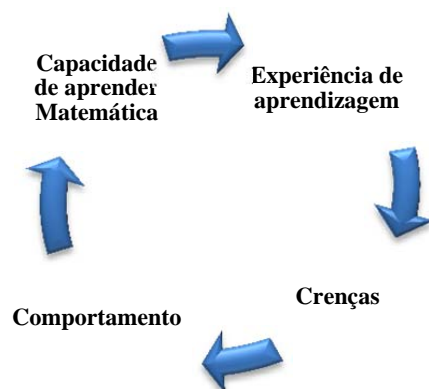 Capacidade
de aprender
Matemática
Experiência de
aprendizagem
Crenças
Comportamento